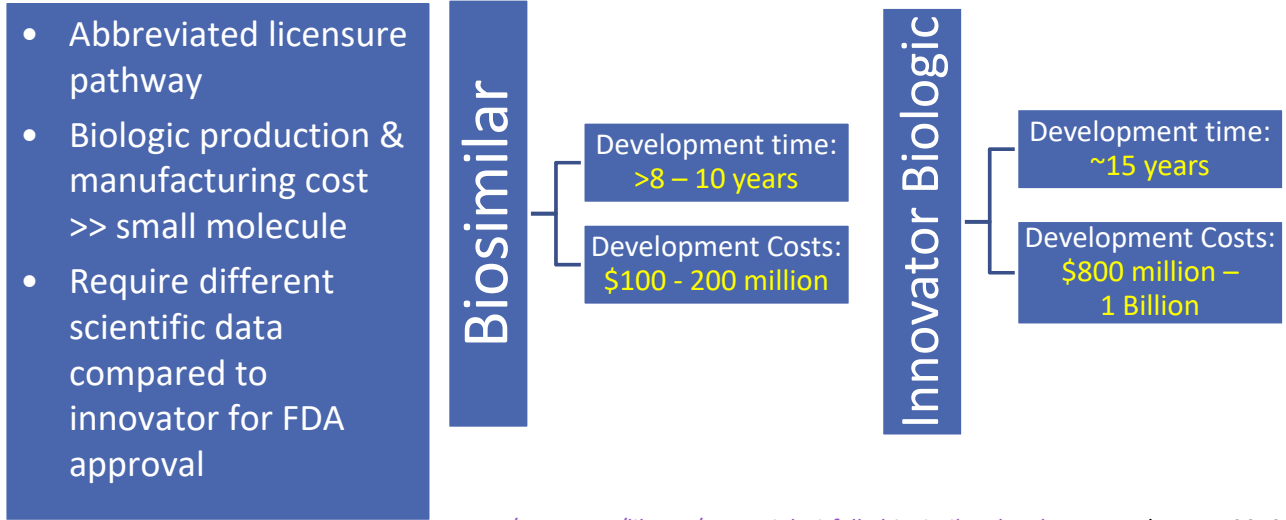 • Abbreviated licensure
pathway
• Biologic production &
manufacturing cost
>> small molecule
• Require different
scientific data
compared to
innovator for FDA
approval
Biosimilar
Development time:
>8 – 10 years
Development Costs:
$100 - 200 million
Innovator Biologic
Development time:
~15 years
Development Costs:
$800 million –
1 Billion